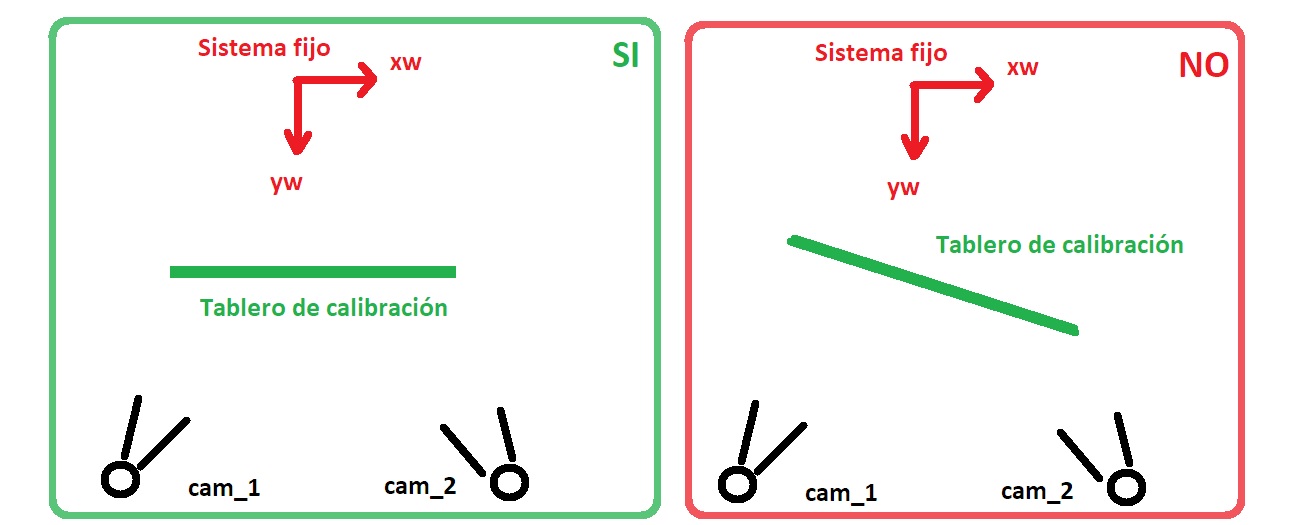 Sistema fijo
SI
xw
yw
Tablero de calibración
cam_1
cam_2
Sistema fijo
NO
xw
yw
Tablero de calibración
cam_1
cam_2